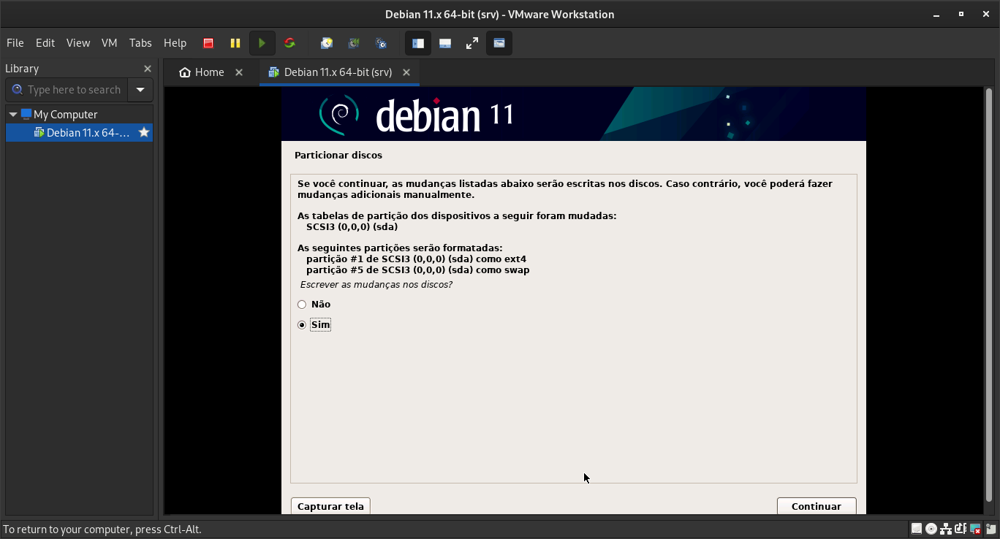 Debian 11.x 64-bit (srv) - VMware Workstation
File Edit View VM Tabs Help
Library
Home
Debian 11.x 64-bit (srv)
Type here to search
My Computer
Debian 11.x 64-...
debian 11
Particionar discos
Se você continuar, as mudanças listadas abaixo serão escritas nos discos. Caso contrário, você poderá fazer
mudanças adicionais manualmente.
As tabelas de partição dos dispositivos a seguir foram mudadas:
SCSI3 (0,0,0) (sda)
As seguintes partições serão formatadas:
partição #1 de SCSI3 (0,0,0) (sda) como ext4
partição #5 de SCSI3 (0,0,0) (sda) como swap
Escrever as mudanças nos discos?
Não
Sim
Capturar tela
Continuar
To return to your computer, press Ctrl-Alt.